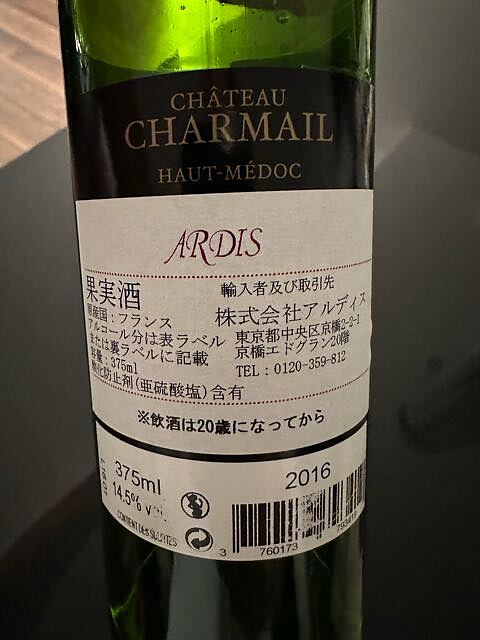 CHÂTEAU
CHARMAIL
HAUT-MÉDOC
ARDIS
果実酒
原産国：フランス
アルコール分は表ラベル
または裏ラベルに記載
容量：375ml
酸化防止剤(亜硫酸塩)含有
輸入者及び取引先
株式会社アルディス
東京都中央区京橋2-2-1
京橋エドグラン20階
TEL：0120-359-812
※飲酒は20歳になってから
375ml
14.5% vol.
CONTIENT DES SULFITES
2016
3 760173